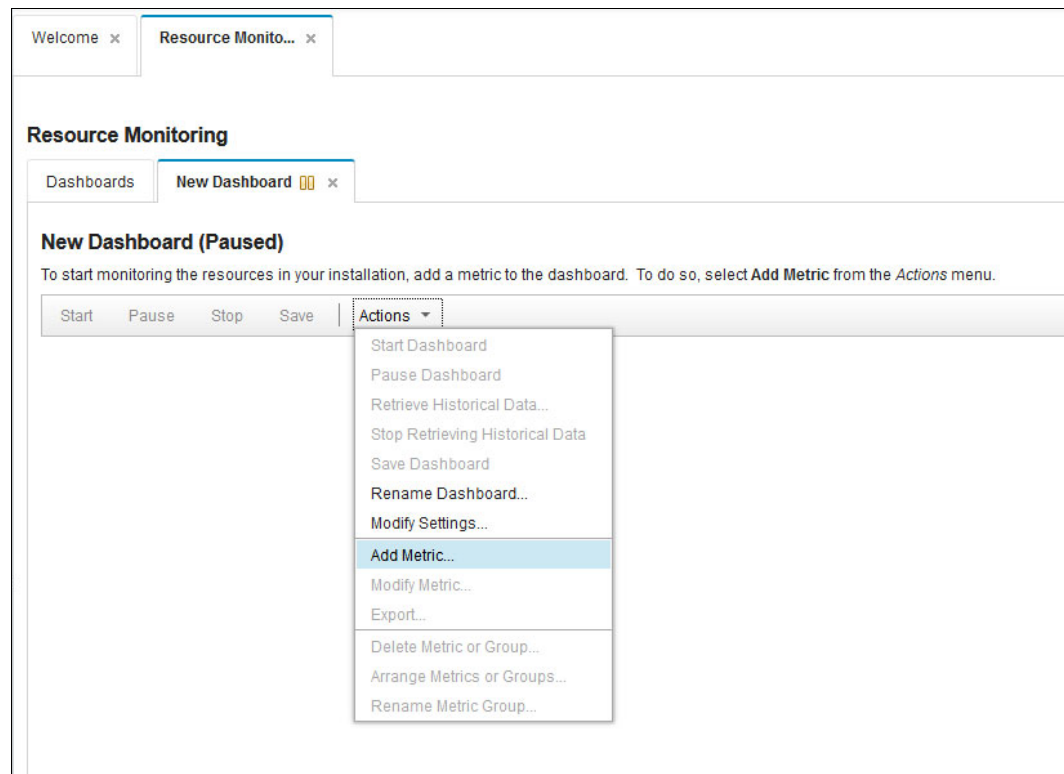 Welcome Resource Monito...
Resource Monitoring
Dashboards New Dashboard
New Dashboard (Paused)
To start monitoring the resources in your installation, add a metric to the dashboard. To do so, select Add Metric from the Actions menu.
Start Pause Stop Save Actions
Start Dashboard
Pause Dashboard
Retrieve Historical Data...
Stop Retrieving Historical Data
Save Dashboard
Rename Dashboard...
Modify Settings...
Add Metric...
Modify Metric...
Export...
Delete Metric or Group...
Arrange Metrics or Groups...
Rename Metric Group...